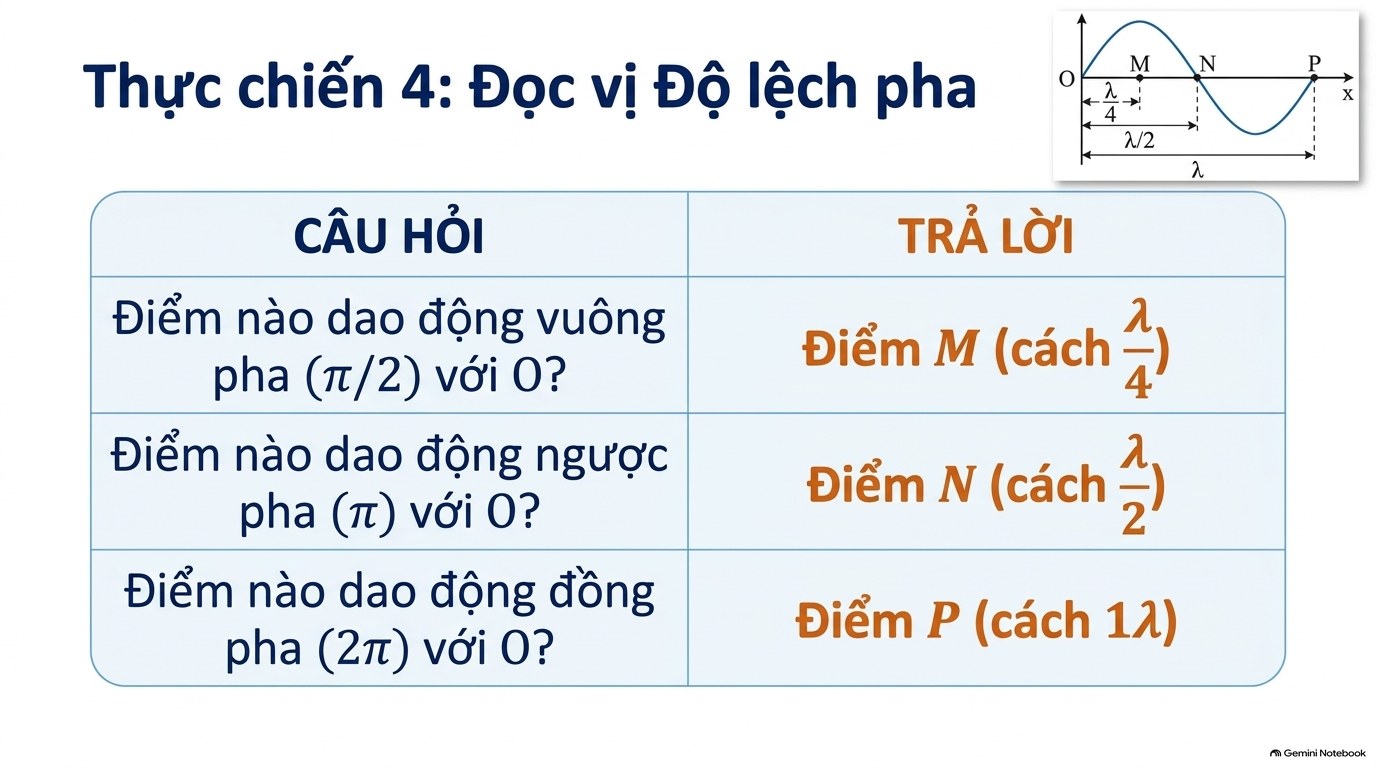 Thực chiến 4: Đọc vị Độ lệch pha
O M N P x
λ/4
λ/2
λ
CÂU HỎI
TRẢ LỜI
Điểm nào dao động vuông
pha (π/2) với O?
Điểm M (cách λ/4)
Điểm nào dao động ngược
pha (π) với O?
Điểm N (cách λ/2)
Điểm nào dao động đồng
pha (2π) với O?
Điểm P (cách 1λ)
Gemini Notebook